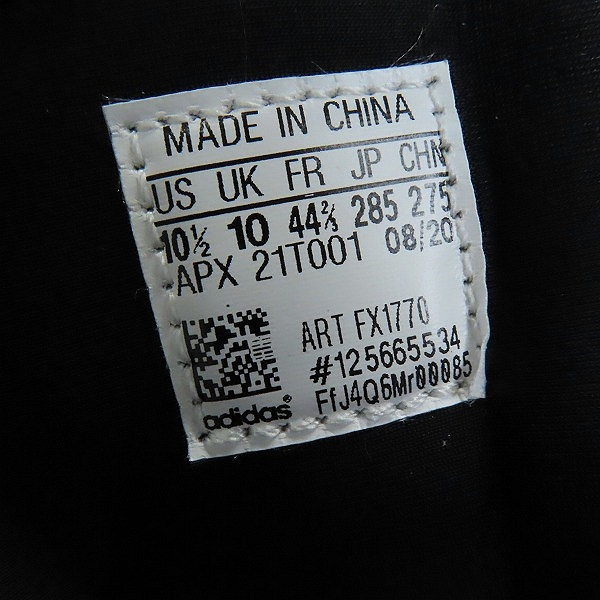 MADE IN CHINA
US UK FR JP CHN
10½ 10 44⅔ 285 275
APX 21T001 08/20
ART FX1770
#125665534
FfJ4Q6Mr00085
adidas®